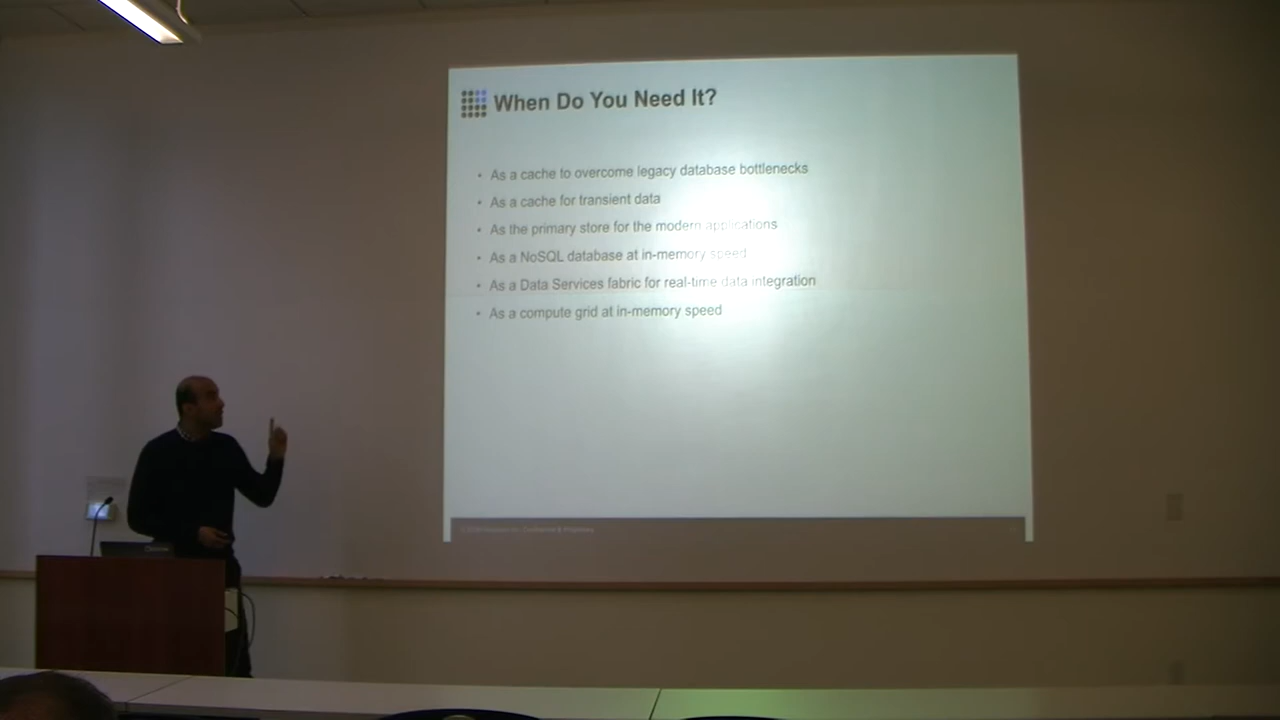 When Do You Need It?
• As a cache to overcome legacy database bottlenecks
• As a cache for transient data
• As the primary store for the modern applications
• As a NoSQL database at in-memory speed
• As a Data Services fabric for real-time data integration
• As a compute grid at in-memory speed